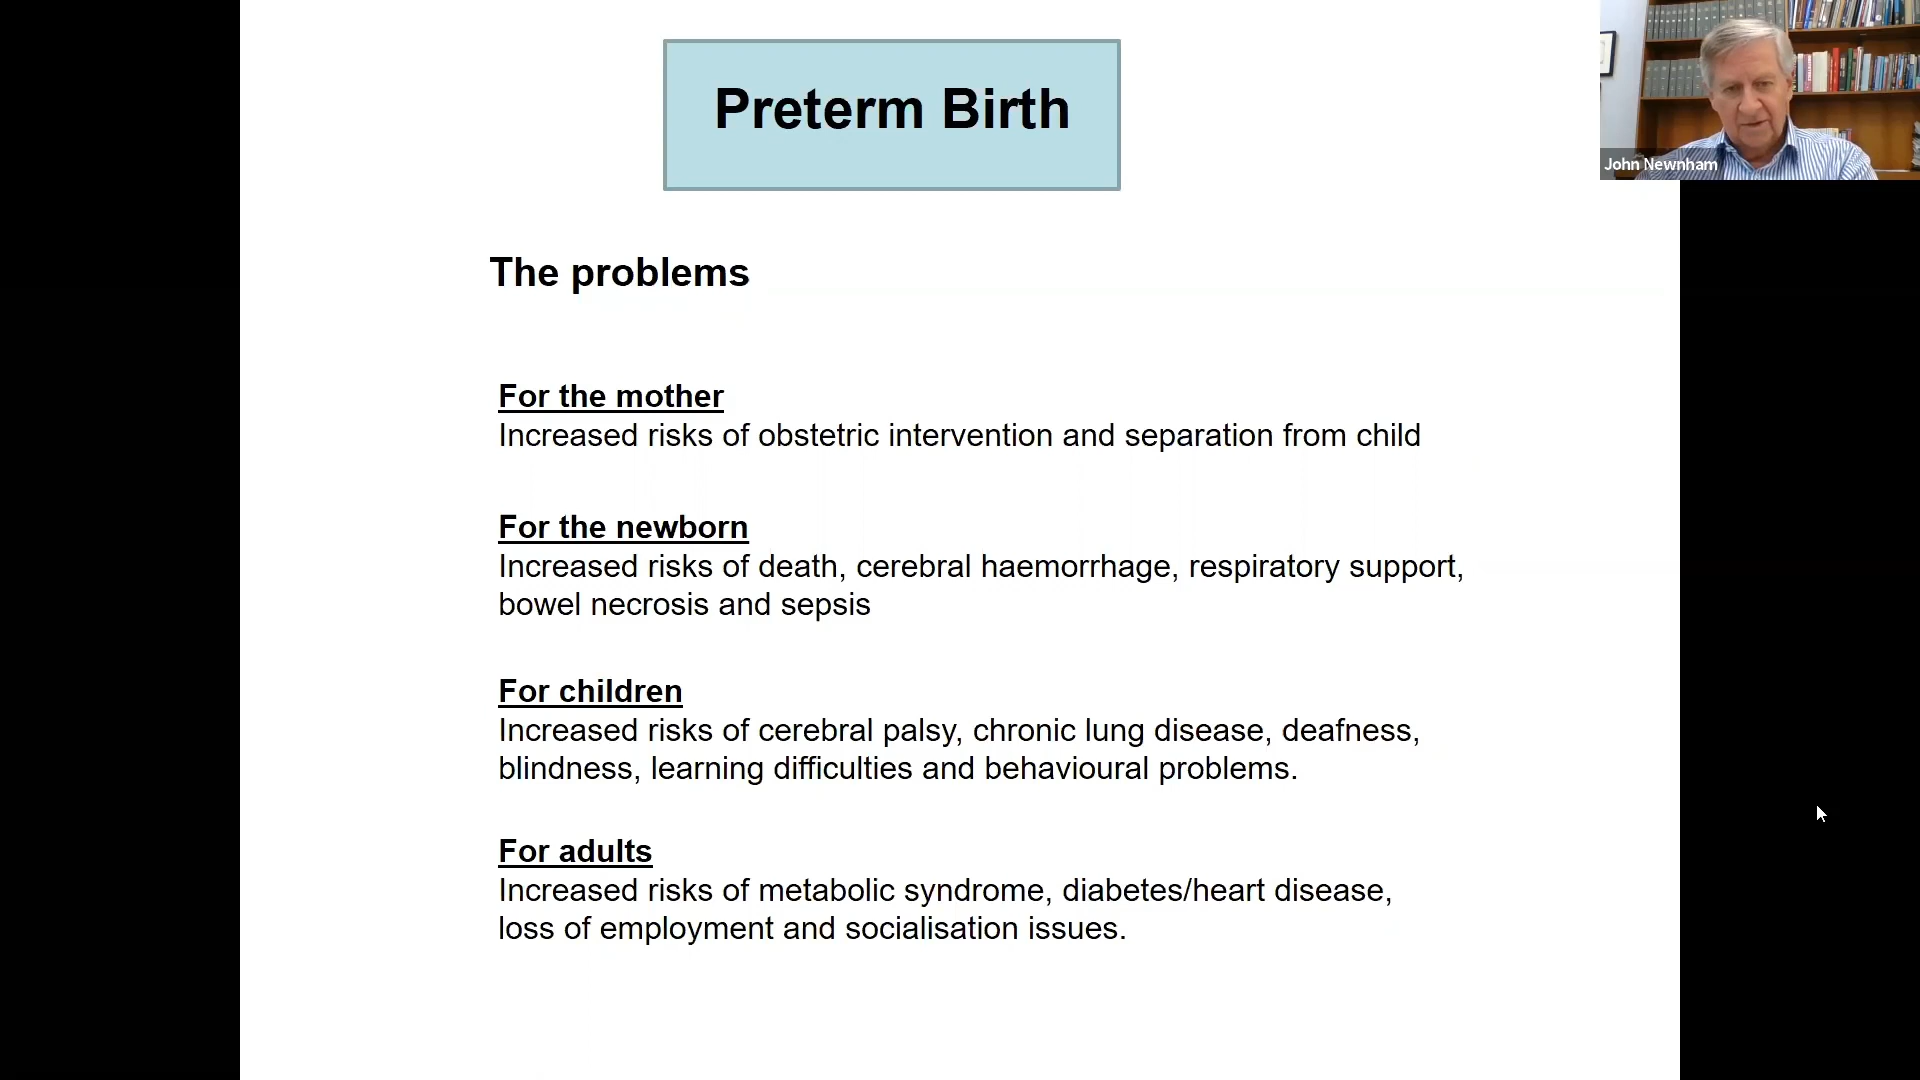 Preterm Birth
John Newnham
The problems
For the mother
Increased risks of obstetric intervention and separation from child
For the newborn
Increased risks of death, cerebral haemorrhage, respiratory support,
bowel necrosis and sepsis
For children
Increased risks of cerebral palsy, chronic lung disease, deafness,
blindness, learning difficulties and behavioural problems.
For adults
Increased risks of metabolic syndrome, diabetes/heart disease,
loss of employment and socialisation issues.